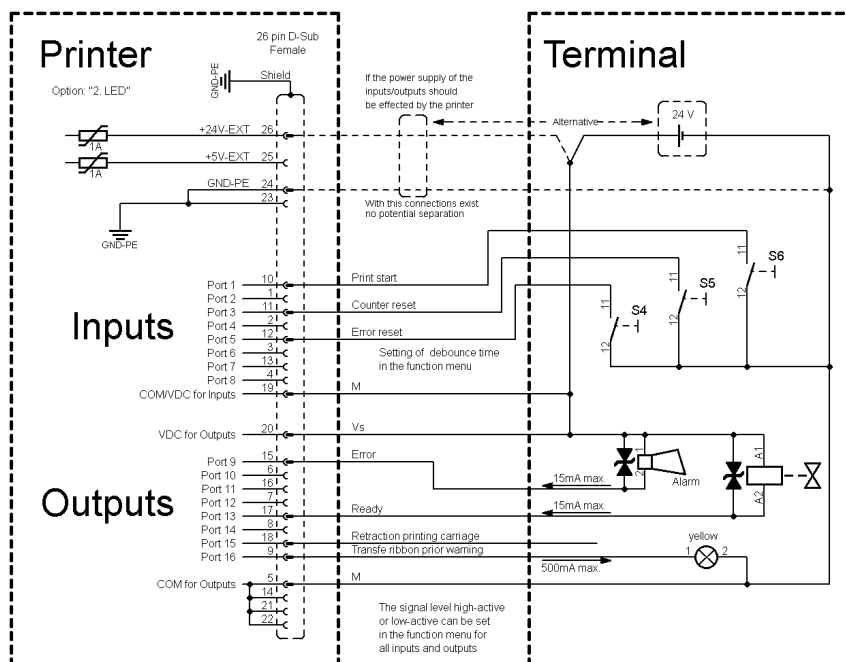 Printer
26 pin D-Sub
Female
Terminal
Option: "2. LED"
GND-PE
Shield
If the power supply of the
inputs/outputs should
be effected by the printer
Alternative
24 V
+24V-EXT 26
1A
+5V-EXT 25
1A
GND-PE 24
23
GND-PE
With this connections exist
no potential separation
Inputs
Port 1 10 Print start
Port 2 1
Port 3 11 Counter reset
Port 4 2
Port 5 12 Error reset
Port 6 3
Port 7 13
Port 8 4
COM/VDC for Inputs 19 M
Setting of debounce time
in the function menu
11 12 S4
11 12 S5
11 12 S6
VDC for Outputs 20 Vs
Outputs
Port 9 15 Error
Port 10 6
Port 11 16
Port 12 7
Port 13 17 Ready
Port 14 8
Port 15 18 Retraction printing carriage
Port 16 9 Transfe ribbon prior warning
COM for Outputs 5 M
14
21
22
15mA max.
15mA max.
500mA max.
2 1
Alarm
A1
A2
yellow
1 2
The signal level high-active
or low-active can be set
in the function menu for
all inputs and outputs